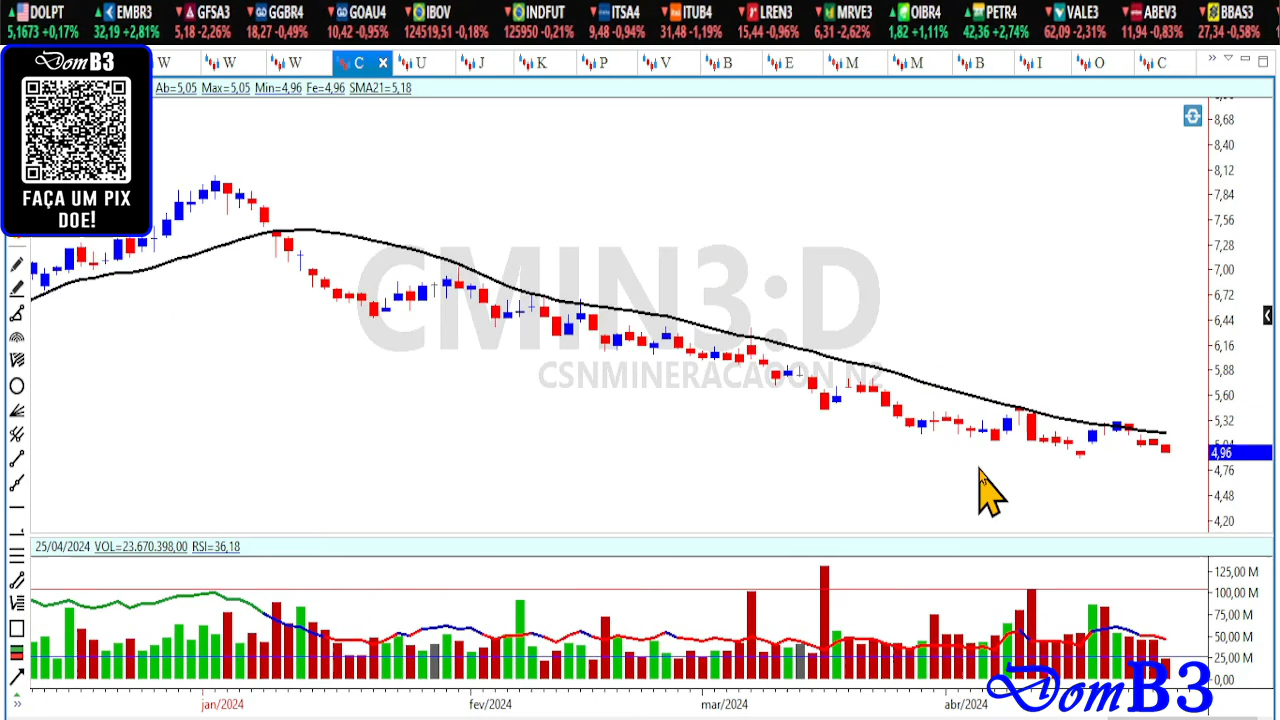 DOLPT EMBR3 GFSA3 GGBR4 GOAU4 IBOV INDFUT ITSA4 ITUB4 LREN3 MRVE3 OIBR4 PETR4 VALE3 ABEV3 BBAS3
5,1673 +0,17% 32,19 +2,81% 5,18 -2,26% 18,27 -0,49% 10,42 -0,95% 124519,51 -0,18% 125950 -0,21% 9,48 -0,94% 31,48 -1,19% 15,44 -0,96% 6,31 -2,62% 1,82 +1,11% 42,36 +2,74% 62,09 -2,31% 11,94 -0,83% 27,34 -0,58%
DomB3
W W W C × U J K P V B E M M B I O C
Ab=5,05 Max=5,05 Min=4,96 Fe=4,96 SMA21=5,18
FAÇA UM PIX
DOE!
CMIN3:D
CSNMINERACAOON N2
8,68
8,40
8,12
7,84
7,56
7,28
7,00
6,72
6,44
6,16
5,88
5,60
5,32
5,04
4,96
4,76
4,48
4,20
25/04/2024 VOL=23.670.398,00 RSI=36,18
125,00 M
100,00 M
75,00 M
50,00 M
25,00 M
0,00
jan/2024 fev/2024 mar/2024 abr/2024
DomB3